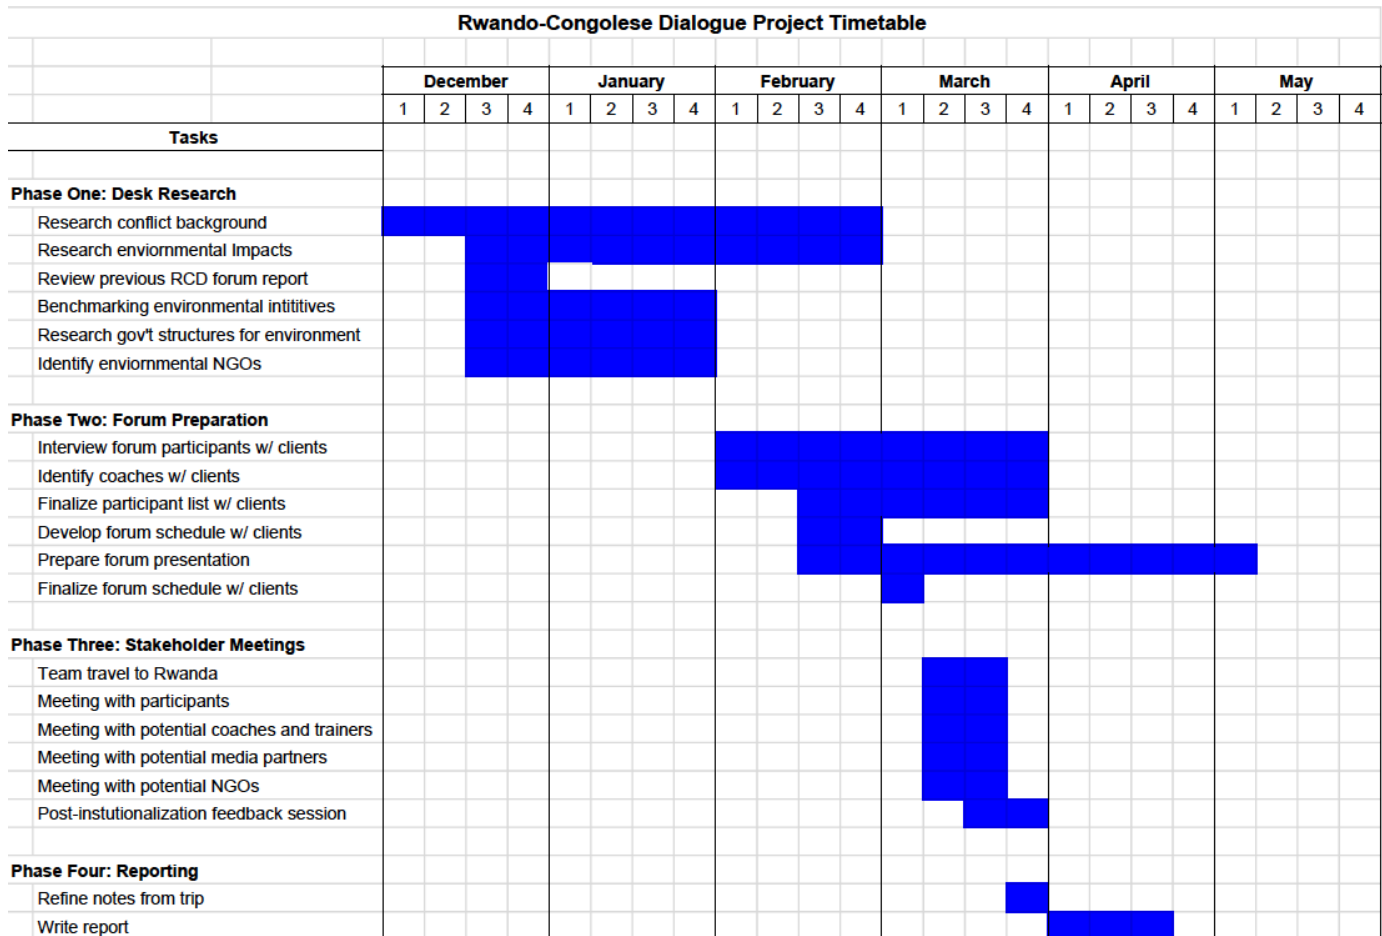 Rwando-Congolese Dialogue Project Timetable
December January February March April May
1 2 3 4 1 2 3 4 1 2 3 4 1 2 3 4 1 2 3 4 1 2 3 4
Tasks
Phase One: Desk Research
Research conflict background
Research enviornmental Impacts
Review previous RCD forum report
Benchmarking environmental intititives
Research gov't structures for environment
Identify enviornmental NGOs
Phase Two: Forum Preparation
Interview forum participants w/ clients
Identify coaches w/ clients
Finalize participant list w/ clients
Develop forum schedule w/ clients
Prepare forum presentation
Finalize forum schedule w/ clients
Phase Three: Stakeholder Meetings
Team travel to Rwanda
Meeting with participants
Meeting with potential coaches and trainers
Meeting with potential media partners
Meeting with potential NGOs
Post-instutionalization feedback session
Phase Four: Reporting
Refine notes from trip
Write report